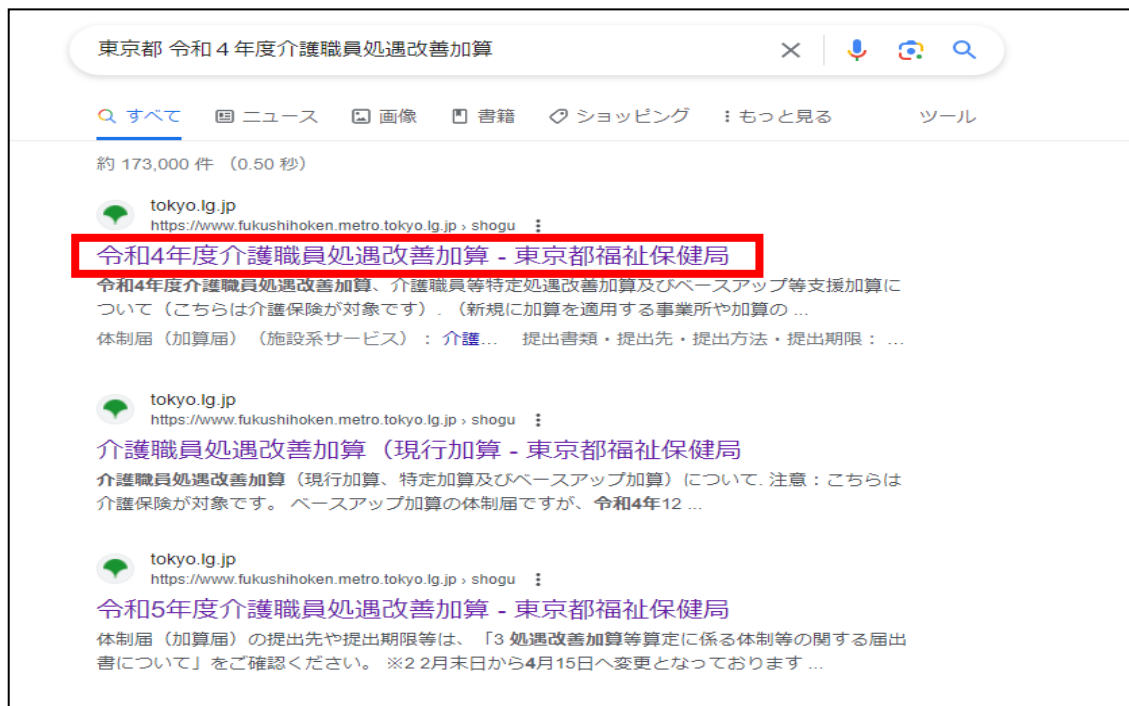 東京都 令和４年度介護職員処遇改善加算
すべて ニュース 画像 書籍 ショッピング もっと見る ツール
約 173,000 件 （0.50 秒）
tokyo.lg.jp
https://www.fukushihoken.metro.tokyo.lg.jp › shogu
令和4年度介護職員処遇改善加算 - 東京都福祉保健局
令和4年度介護職員処遇改善加算、介護職員等特定処遇改善加算及びベースアップ等支援加算に
ついて（こちらは介護保険が対象です）. （新規に加算を適用する事業所や加算の ...
体制届（加算届）（施設系サービス）： 介護... 提出書類・提出先・提出方法・提出期限： ...
tokyo.lg.jp
https://www.fukushihoken.metro.tokyo.lg.jp › shogu
介護職員処遇改善加算（現行加算 - 東京都福祉保健局
介護職員処遇改善加算（現行加算、特定加算及びベースアップ加算）について. 注意：こちらは
介護保険が対象です。 ベースアップ加算の体制届ですが、令和4年12 ...
tokyo.lg.jp
https://www.fukushihoken.metro.tokyo.lg.jp › shogu
令和5年度介護職員処遇改善加算 - 東京都福祉保健局
体制届（加算届）の提出先や提出期限等は、「3 処遇改善加算等算定に係る体制等の関する届出
書について」をご確認ください。 ※2 2月末日から4月15日へ変更となっております ...